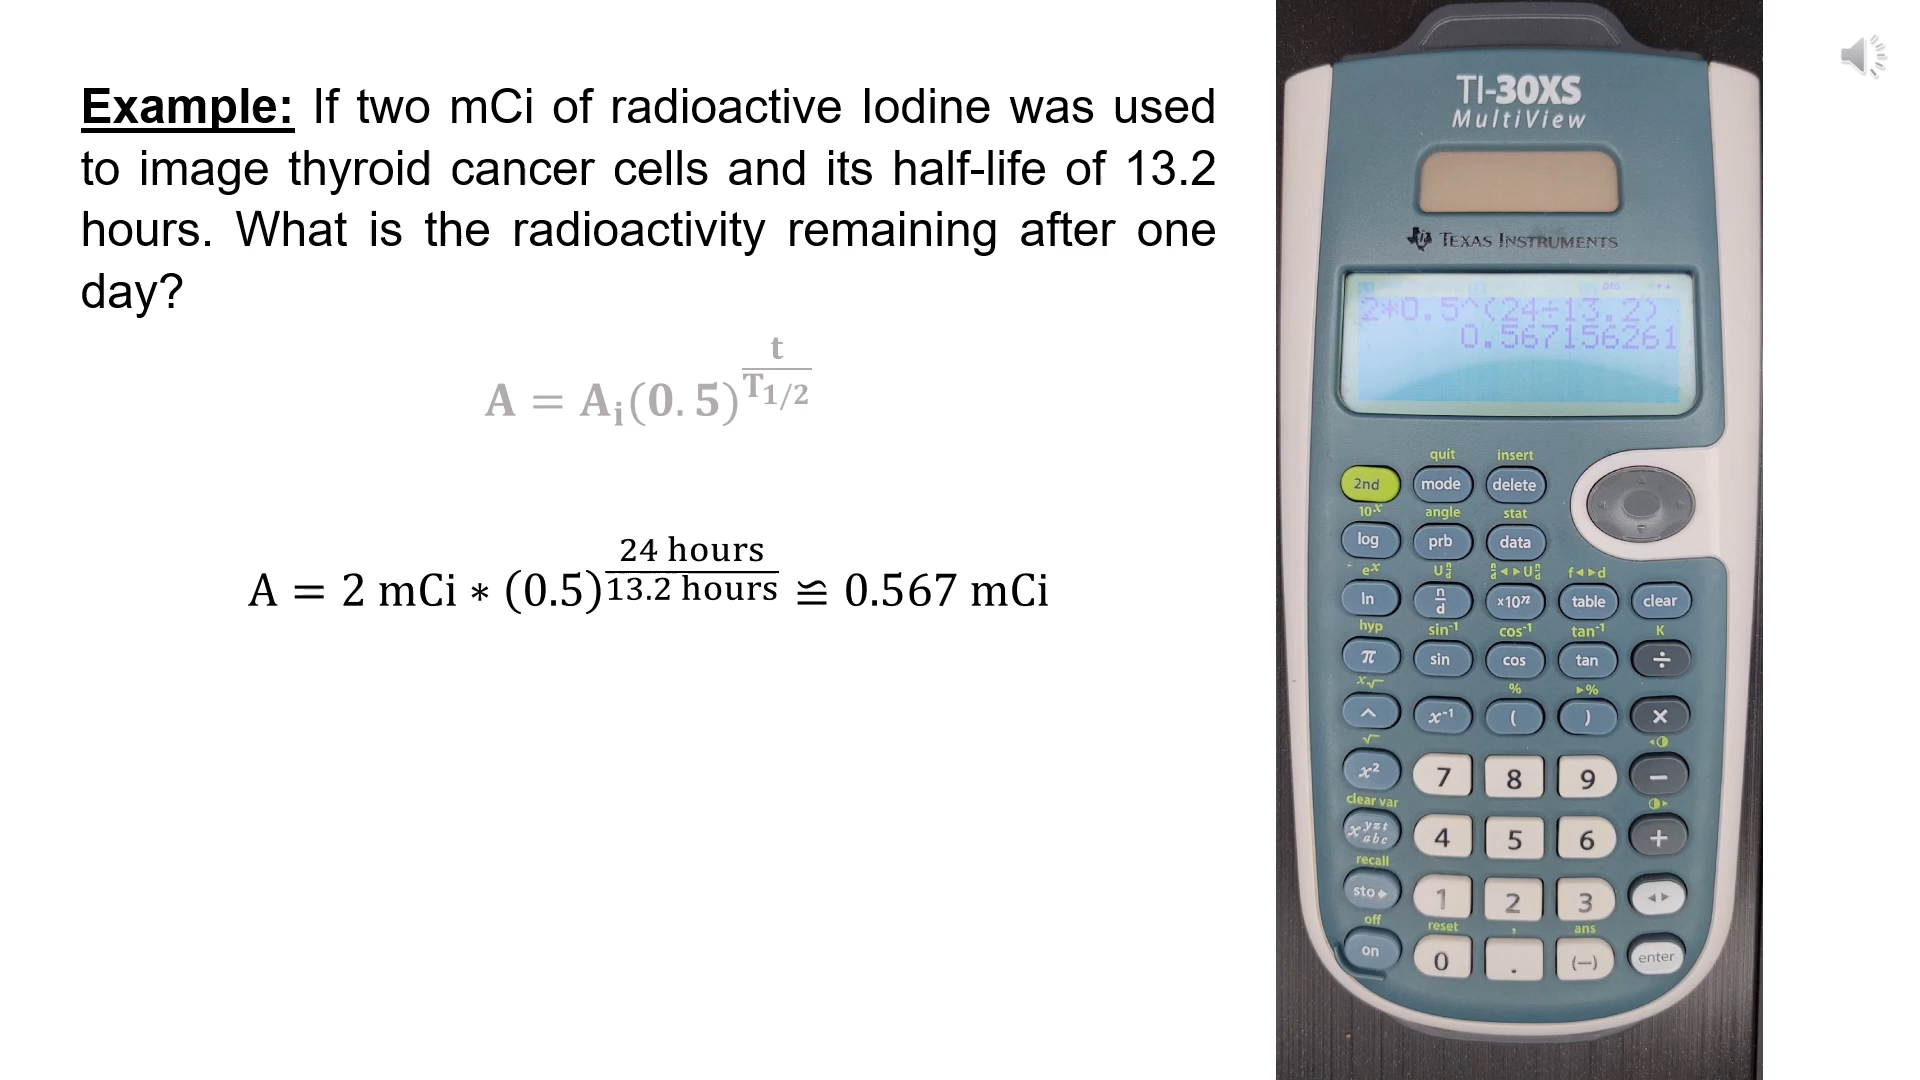 Example: If two mCi of radioactive Iodine was used
to image thyroid cancer cells and its half-life of 13.2
hours. What is the radioactivity remaining after one
day?
A = Aᵢ(0.5)^(t/T₁/₂)
A = 2 mCi * (0.5)^(24 hours/13.2 hours) ≌ 0.567 mCi
TI-30XS
MultiView
TEXAS INSTRUMENTS
DEG
2*0.5^(24÷13.2)
0.567156261
quit insert
2nd mode delete
10ˣ angle stat
log prb data
eˣ U n/d n/d ◂▸ U n/d f◂▸d
ln n/d x10ⁿ table clear
hyp sin⁻¹ cos⁻¹ tan⁻¹ K
π sin cos tan ÷
ˣ√ % ▸%
^ x⁻¹ ( ) ×
√
x² 7 8 9 −
clear var
x yzt abc 4 5 6 +
recall
sto▸ 1 2 3 ◂▸
off reset , ans
on 0 . (−) enter